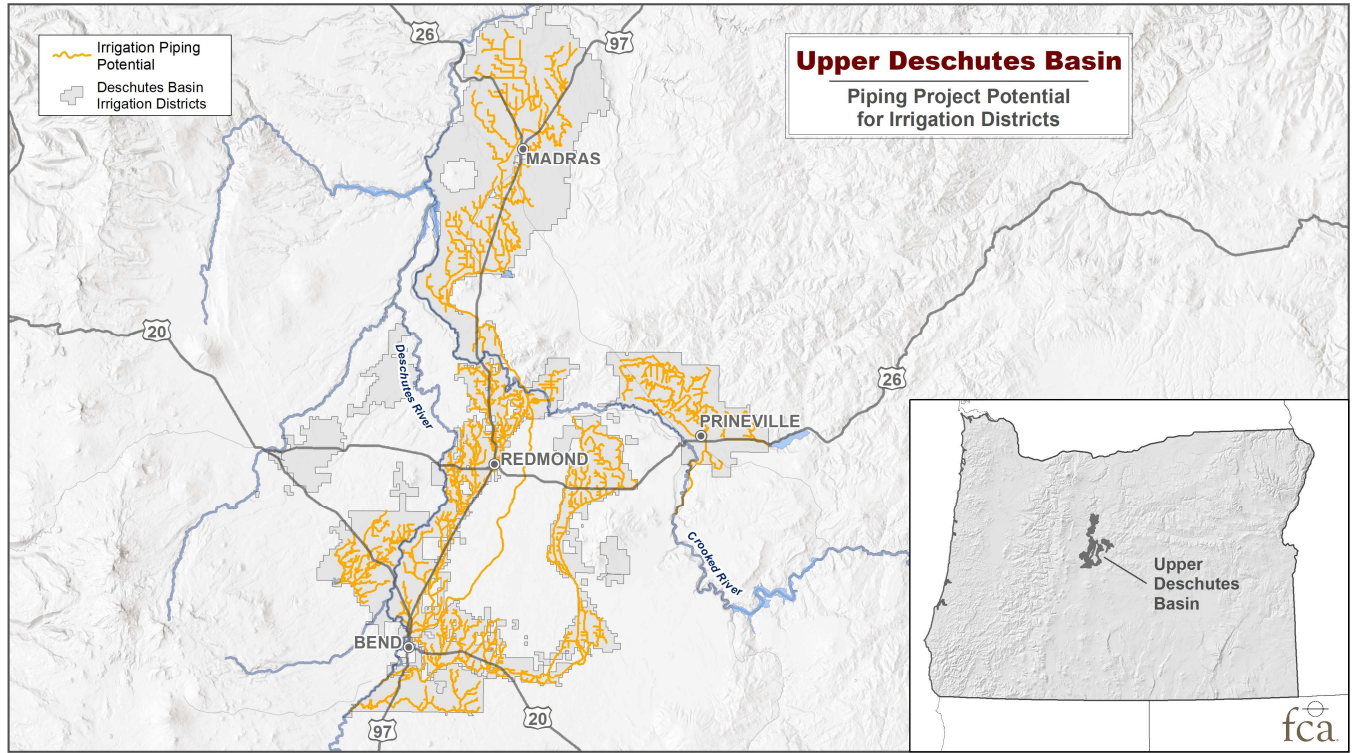 Irrigation Piping
Potential
Deschutes Basin
Irrigation Districts
26
97
Upper Deschutes Basin
Piping Project Potential
for Irrigation Districts
MADRAS
20
Deschutes River
26
PRINEVILLE
REDMOND
Crooked River
Upper
Deschutes
Basin
BEND
20
97
fca